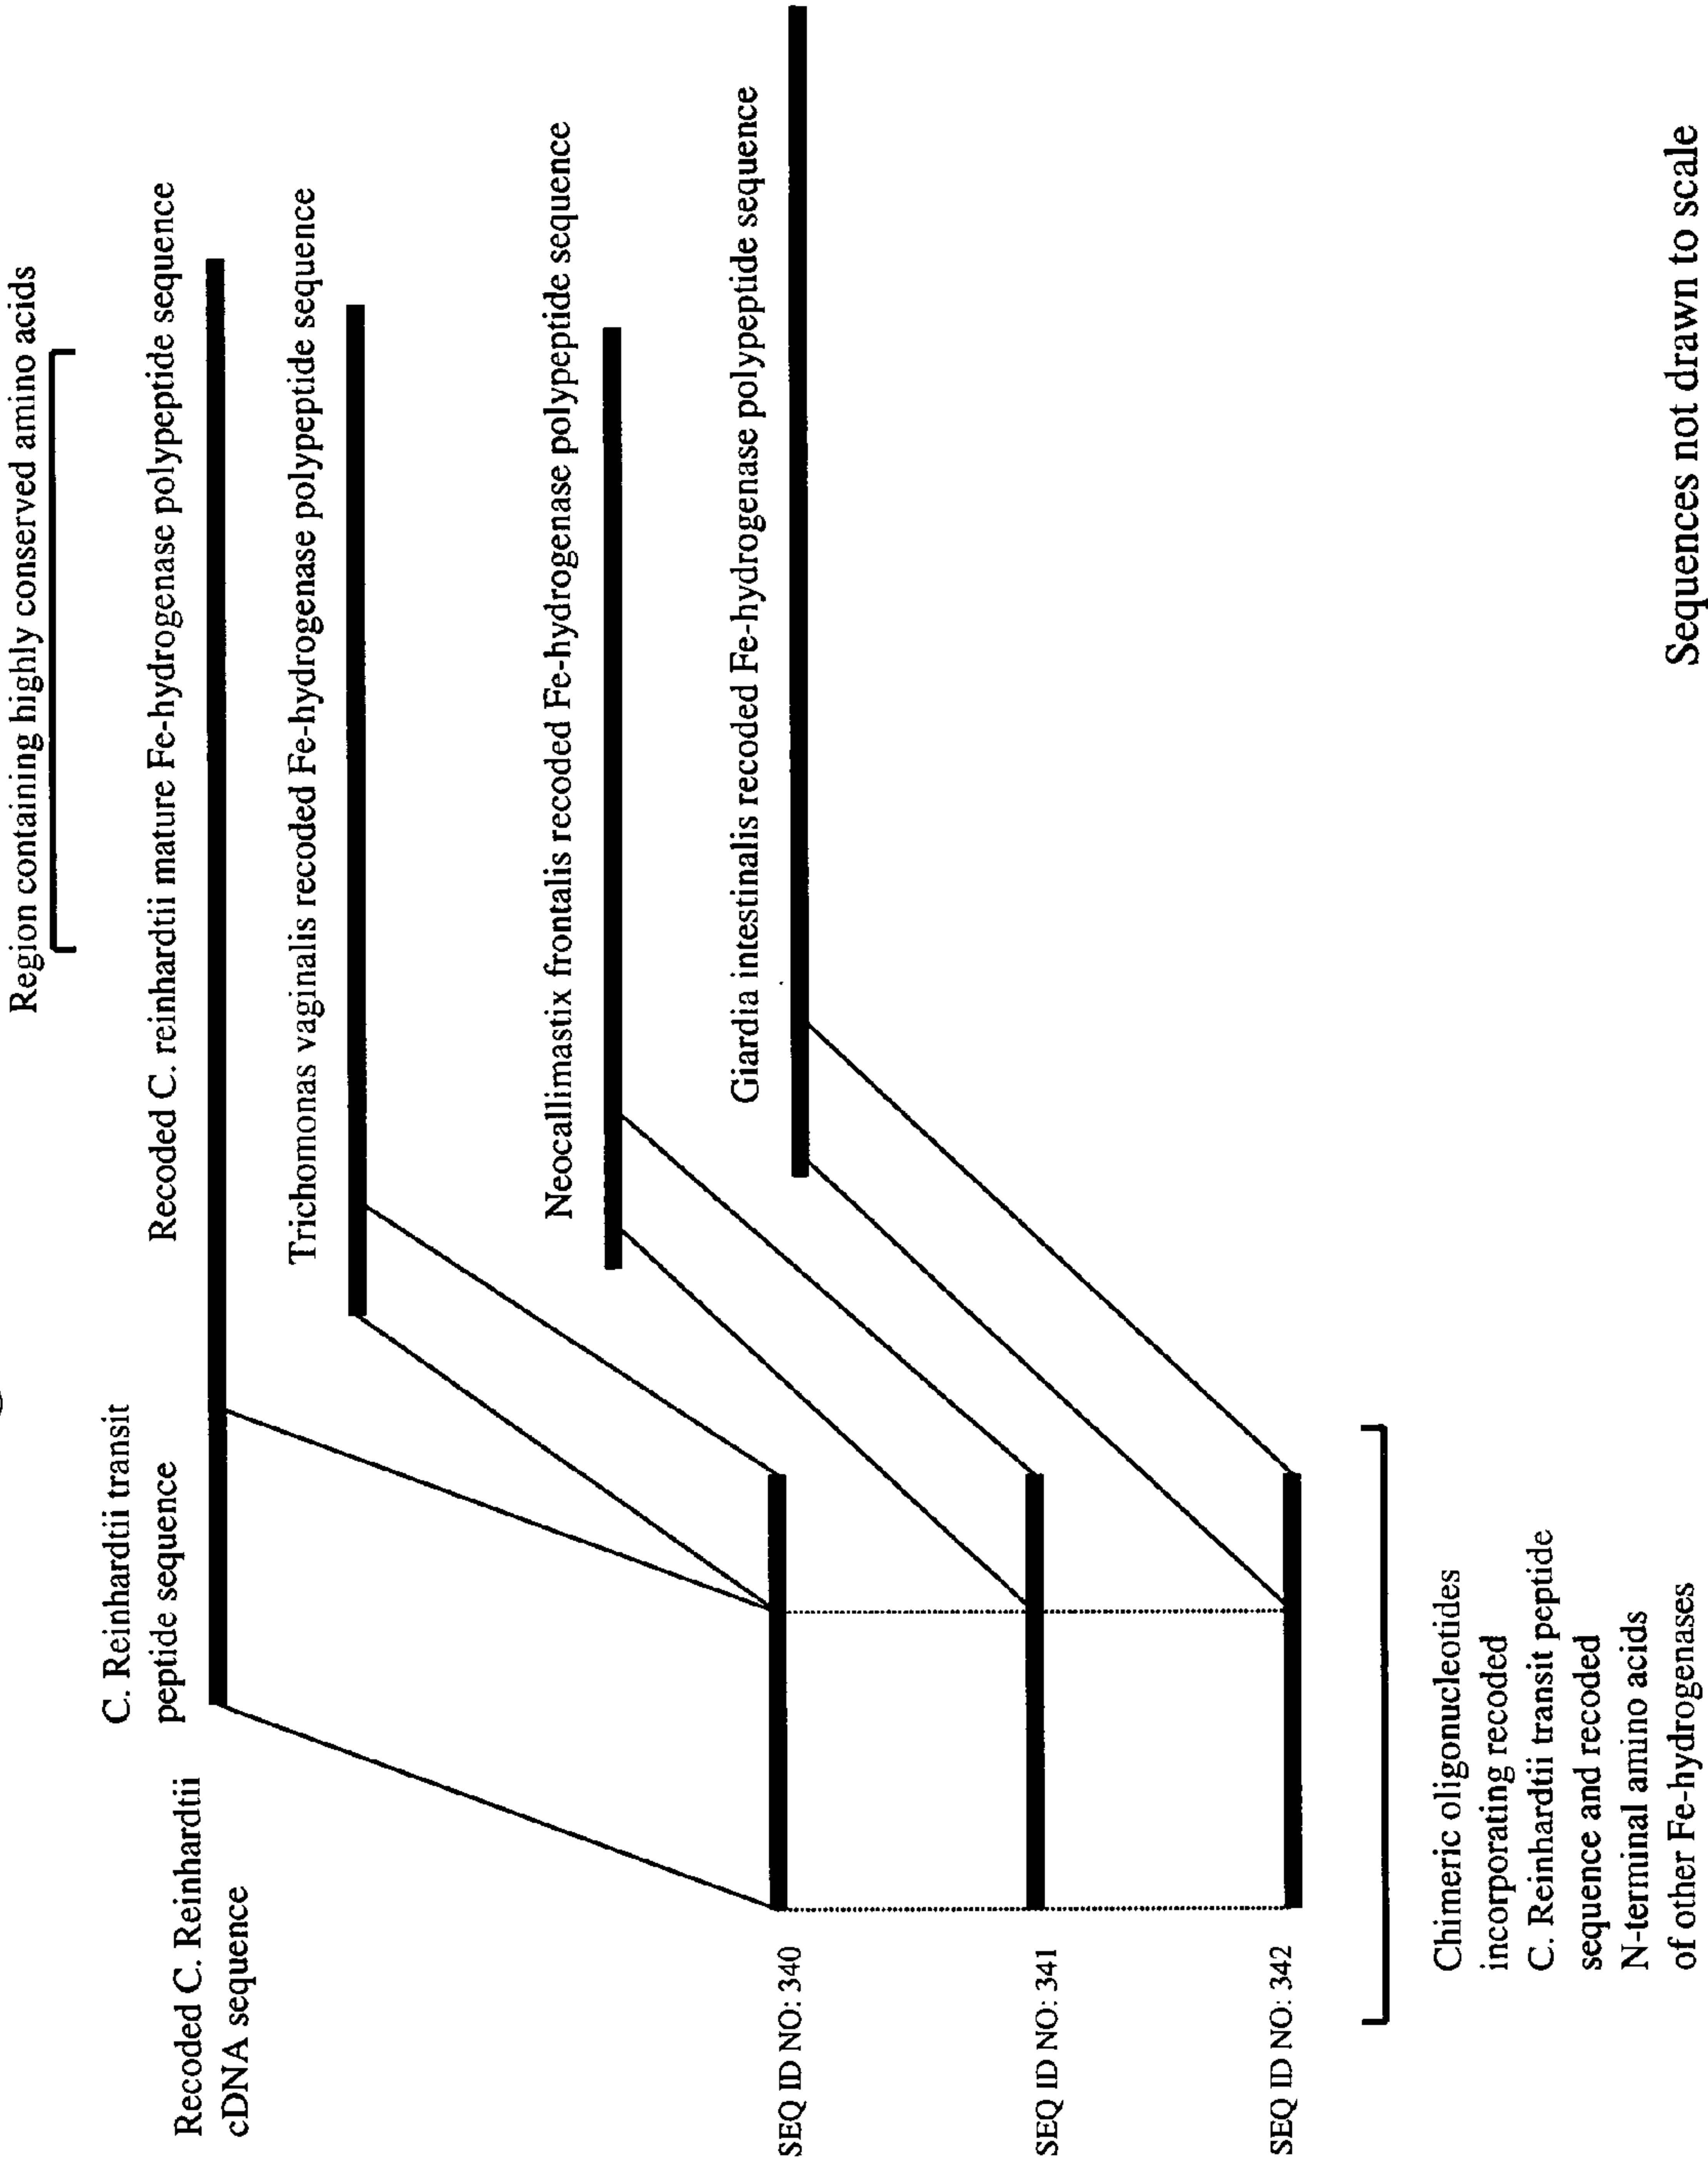 Region containing highly conserved amino acids
C. Reinhardtii transit
peptide sequence
Recoded C. reinhardtii mature Fe-hydrogenase polypeptide sequence
Recoded C. Reinhardtii
cDNA sequence
Trichomonas vaginalis recoded Fe-hydrogenase polypeptide sequence
Neocallimastix frontalis recoded Fe-hydrogenase polypeptide sequence
Giardia intestinalis recoded Fe-hydrogenase polypeptide sequence
SEQ ID NO: 340
SEQ ID NO: 341
SEQ ID NO: 342
Chimeric oligonucleotides
incorporating recoded
C. Reinhardtii transit peptide
sequence and recoded
N-terminal amino acids
of other Fe-hydrogenases
Sequences not drawn to scale